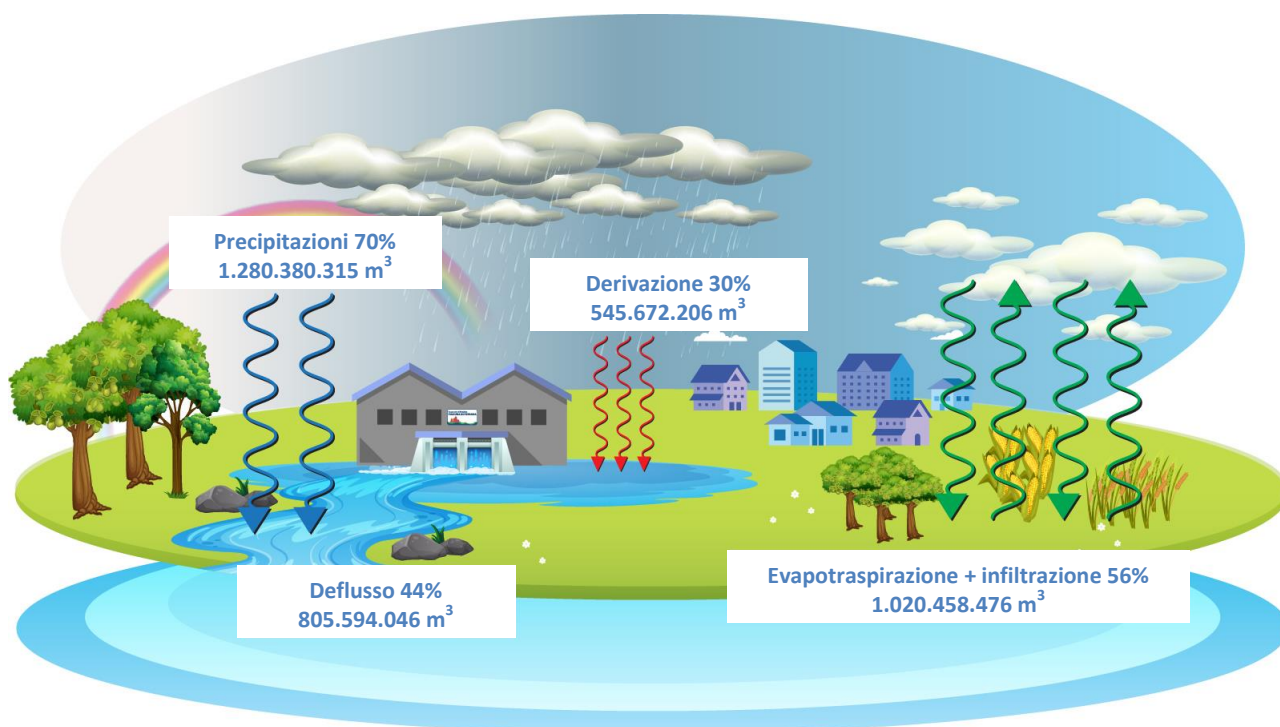 Precipitazioni 70%
1.280.380.315 m³
Derivazione 30%
545.672.206 m³
Deflusso 44%
805.594.046 m³
Evapotraspirazione + infiltrazione 56%
1.020.458.476 m³